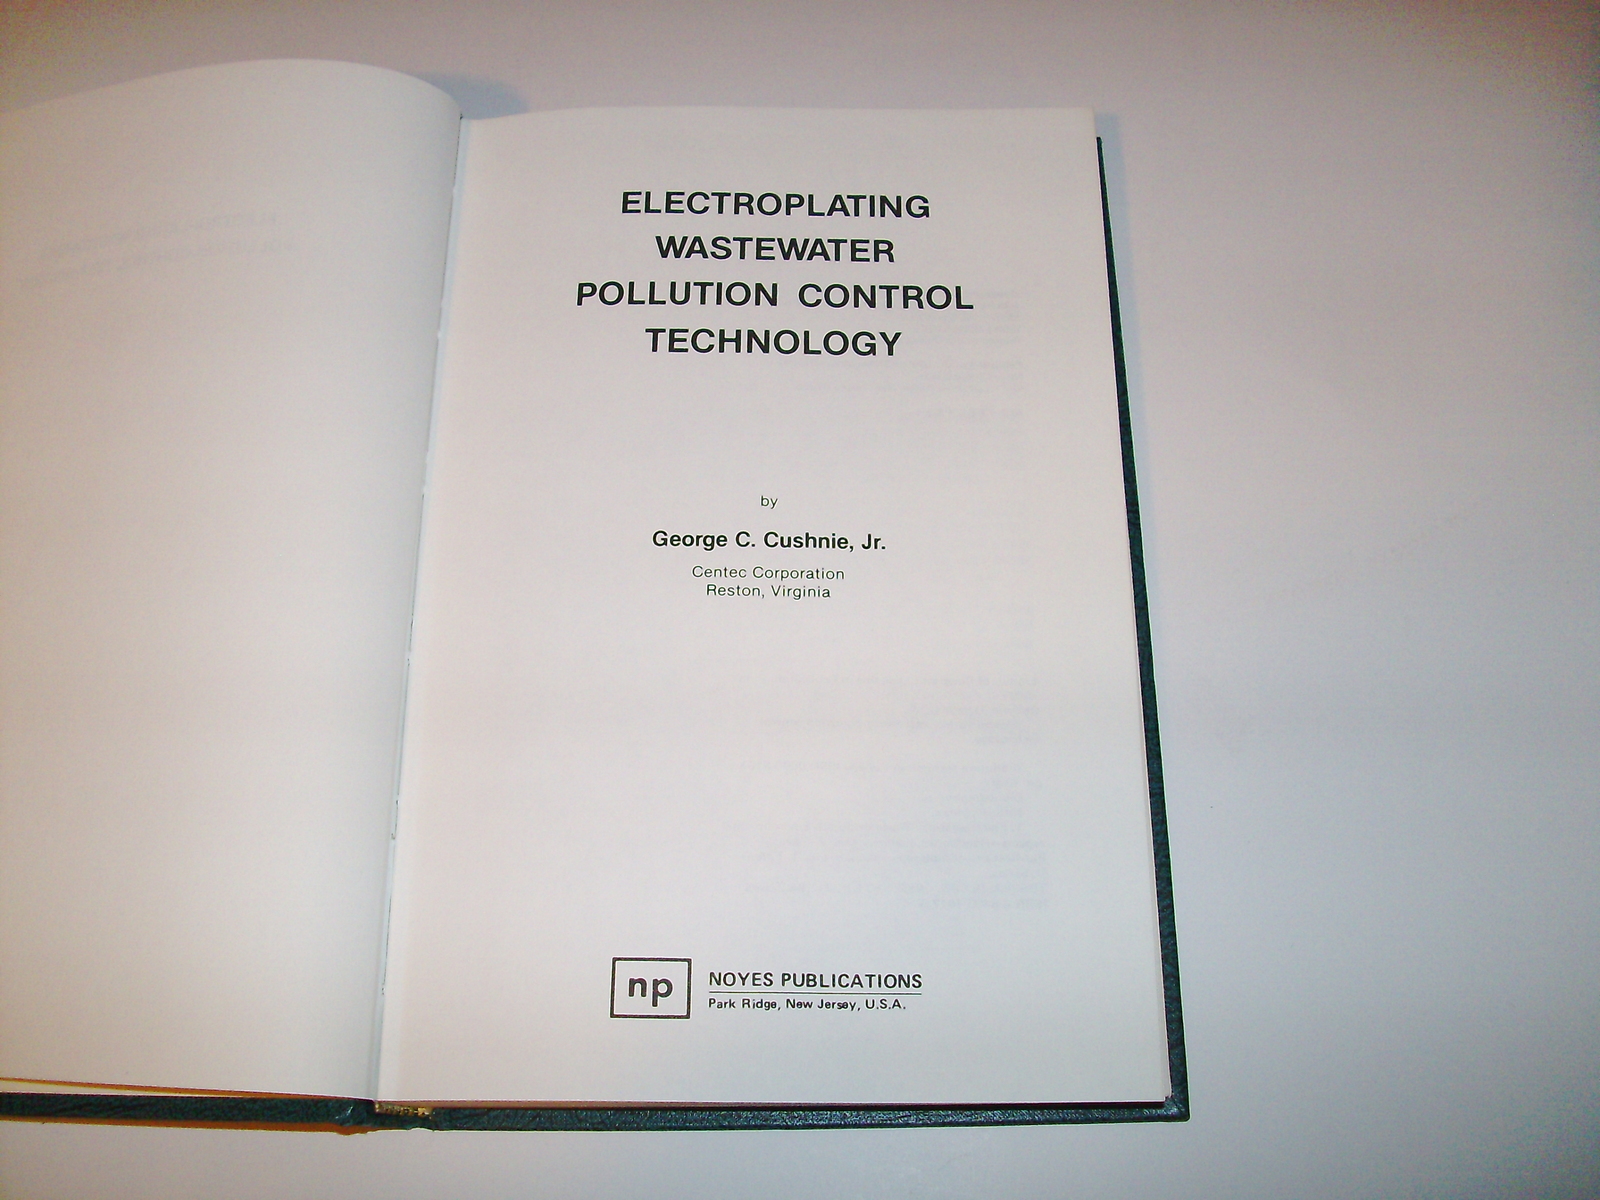 ELECTROPLATING
WASTEWATER
POLLUTION CONTROL
TECHNOLOGY
by
George C. Cushnie, Jr.
Centec Corporation
Reston, Virginia
np
NOYES PUBLICATIONS
Park Ridge, New Jersey, U.S.A.